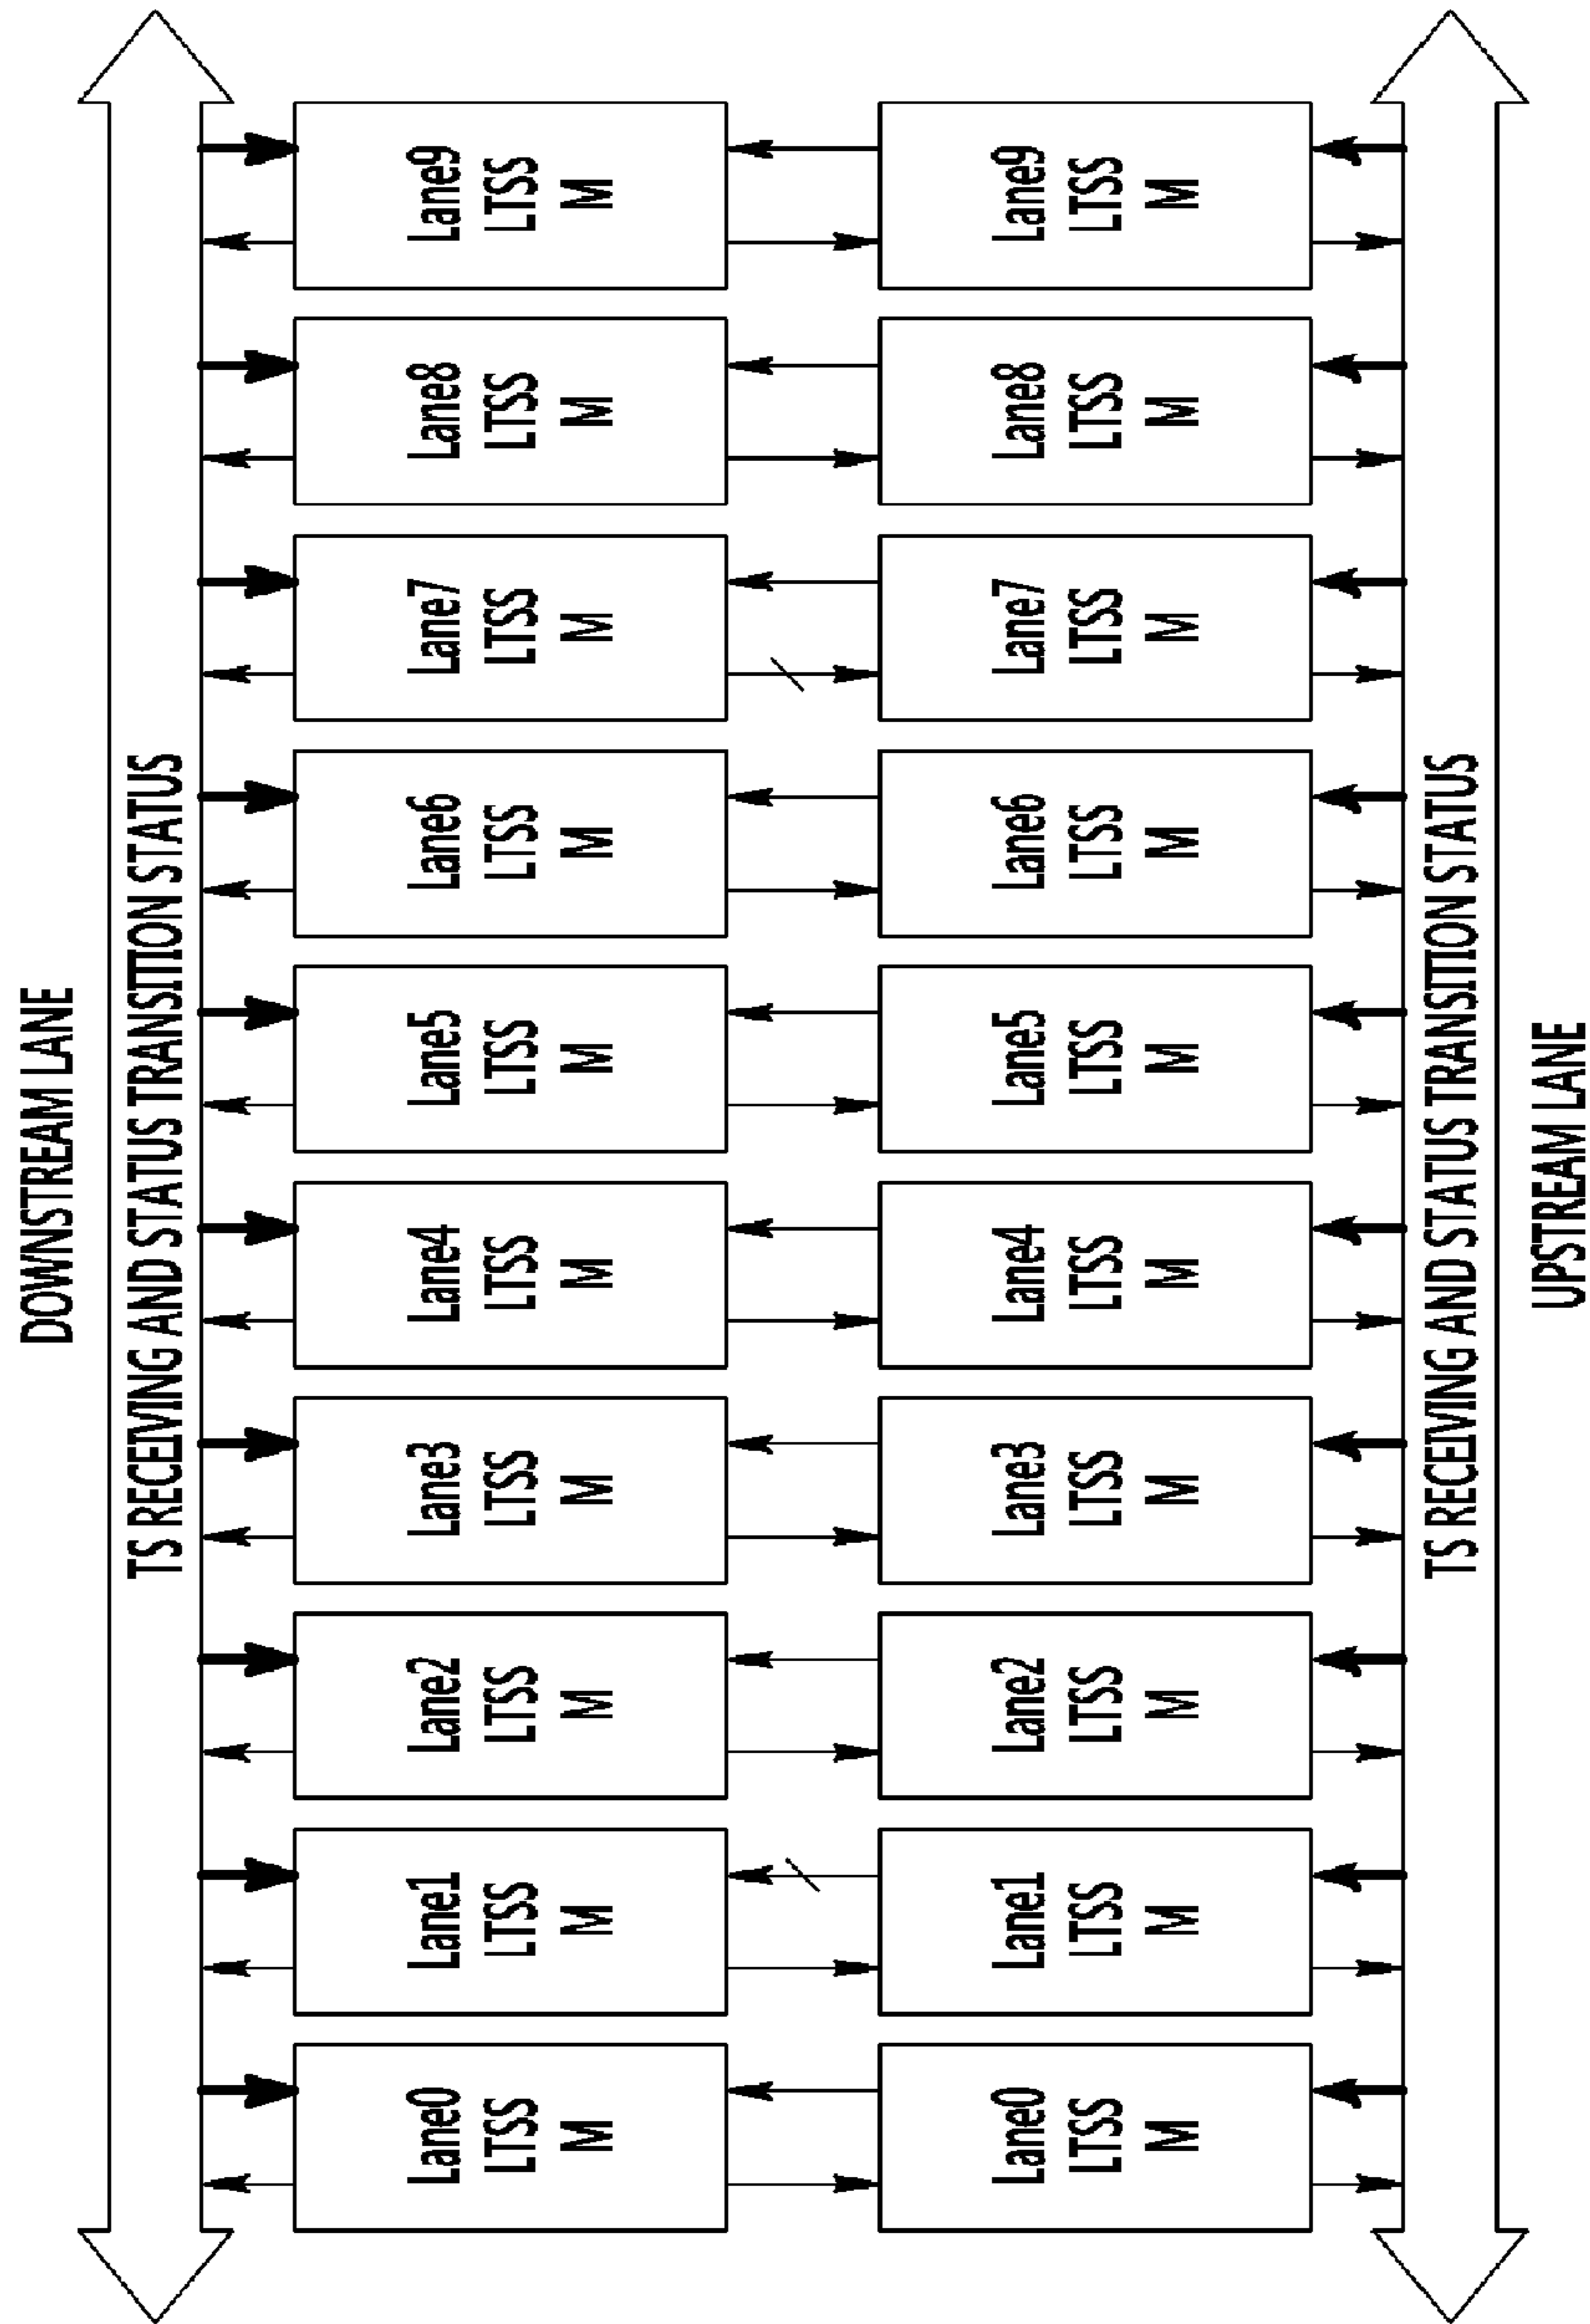 DOWNSTREAM LANE
TS RECEIVING AND STATUS TRANSITION STATUS
Lane0
LTSS
M
Lane1
LTSS
M
Lane2
LTSS
M
Lane3
LTSS
M
Lane4
LTSS
M
Lane5
LTSS
M
Lane6
LTSS
M
Lane7
LTSS
M
Lane8
LTSS
M
Lane9
LTSS
M
Lane0
LTSS
M
Lane1
LTSS
M
Lane2
LTSS
M
Lane3
LTSS
M
Lane4
LTSS
M
Lane5
LTSS
M
Lane6
LTSS
M
Lane7
LTSS
M
Lane8
LTSS
M
Lane9
LTSS
M
TS RECEIVING AND STATUS TRANSITION STATUS
UPSTREAM LANE